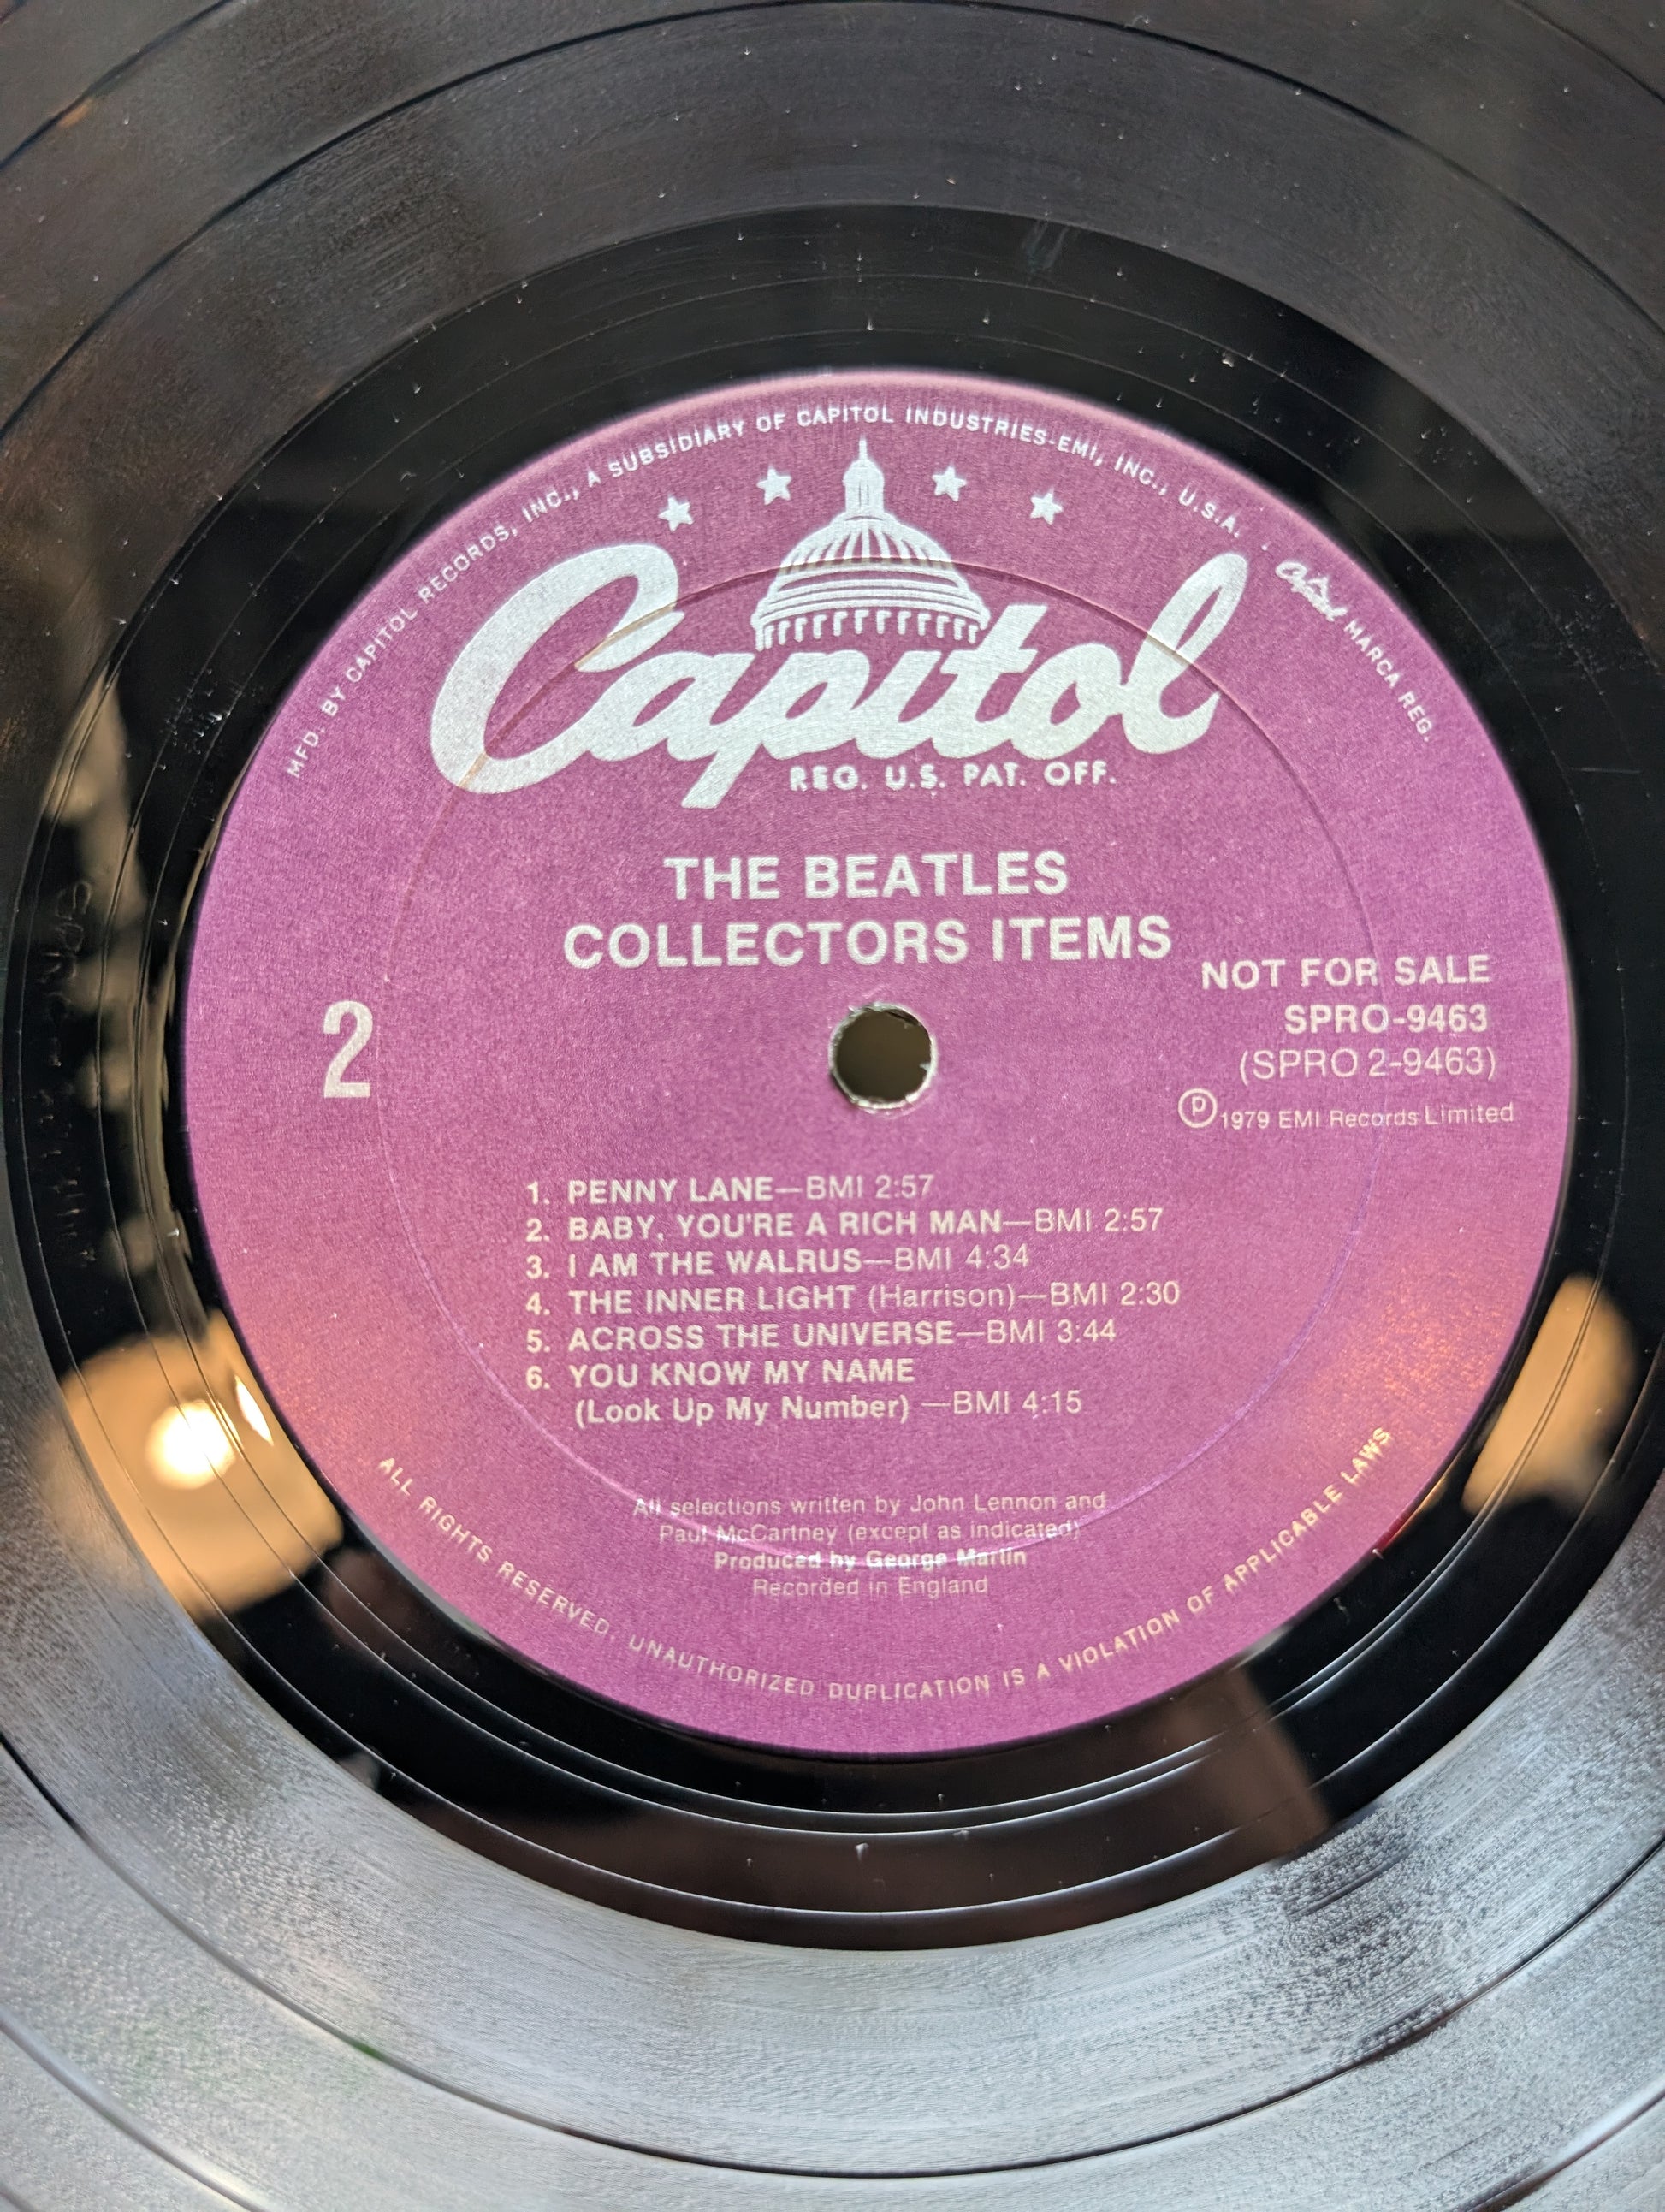 MFD. BY CAPITOL RECORDS, INC., A SUBSIDIARY OF CAPITOL INDUSTRIES-EMI, INC., U.S.A. . Capitol MARCA REG.
Capitol
REG. U.S. PAT. OFF.
THE BEATLES
COLLECTORS ITEMS
2
NOT FOR SALE
SPRO-9463
(SPRO 2-9463)
Ⓟ1979 EMI Records Limited
1. PENNY LANE—BMI 2:57
2. BABY, YOU'RE A RICH MAN—BMI 2:57
3. I AM THE WALRUS—BMI 4:34
4. THE INNER LIGHT (Harrison)—BMI 2:30
5. ACROSS THE UNIVERSE—BMI 3:44
6. YOU KNOW MY NAME
(Look Up My Number) —BMI 4:15
All selections written by John Lennon and
Paul McCartney (except as indicated)
Produced by George Martin
Recorded in England
ALL RIGHTS RESERVED. UNAUTHORIZED DUPLICATION IS A VIOLATION OF APPLICABLE LAWS